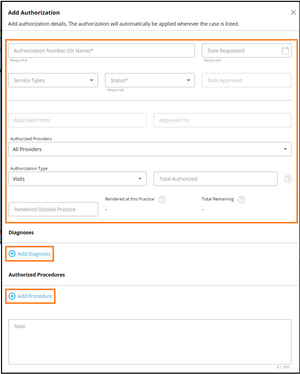 Add Authorization
Add authorization details. The authorization will automatically be applied wherever the case is listed.
Authorization Number (Or Name)*
Date Requested
Required
Required
Service Types
Status*
Date Approved
Required
Approved From
Approved To
Authorized Providers
All Providers
Authorization Type
Visits
Total Authorized
Rendered Outside Practice
Rendered at this Practice
Total Remaining
-
-
Diagnoses
Add Diagnosis
Authorized Procedures
Add Procedure
Note